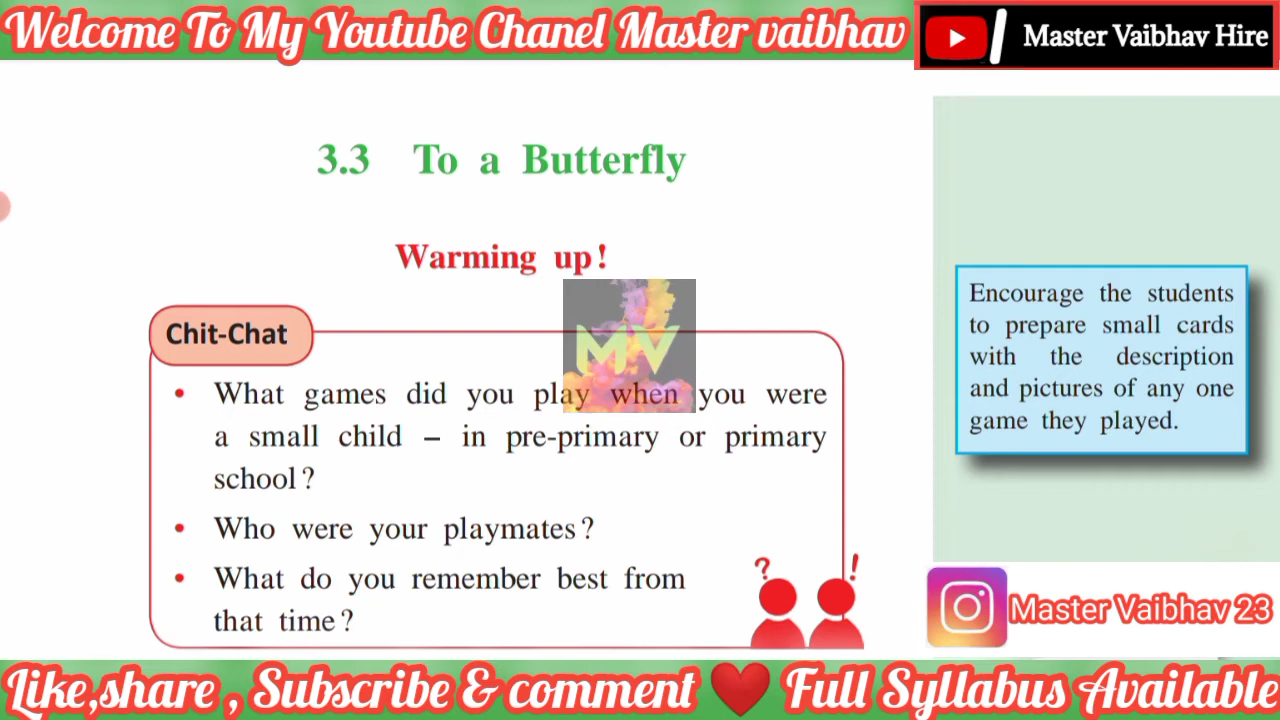 Welcome To My Youtube Chanel Master vaibhav
Master Vaibhav Hire
3.3 To a Butterfly
Warming up!
MV
Chit-Chat
• What games did you play when you were
a small child – in pre-primary or primary
school?
• Who were your playmates?
• What do you remember best from
that time?
? !
Encourage the students
to prepare small cards
with the description
and pictures of any one
game they played.
Master Vaibhav 23
Like,share , Subscribe & comment ❤️ Full Syllabus Available